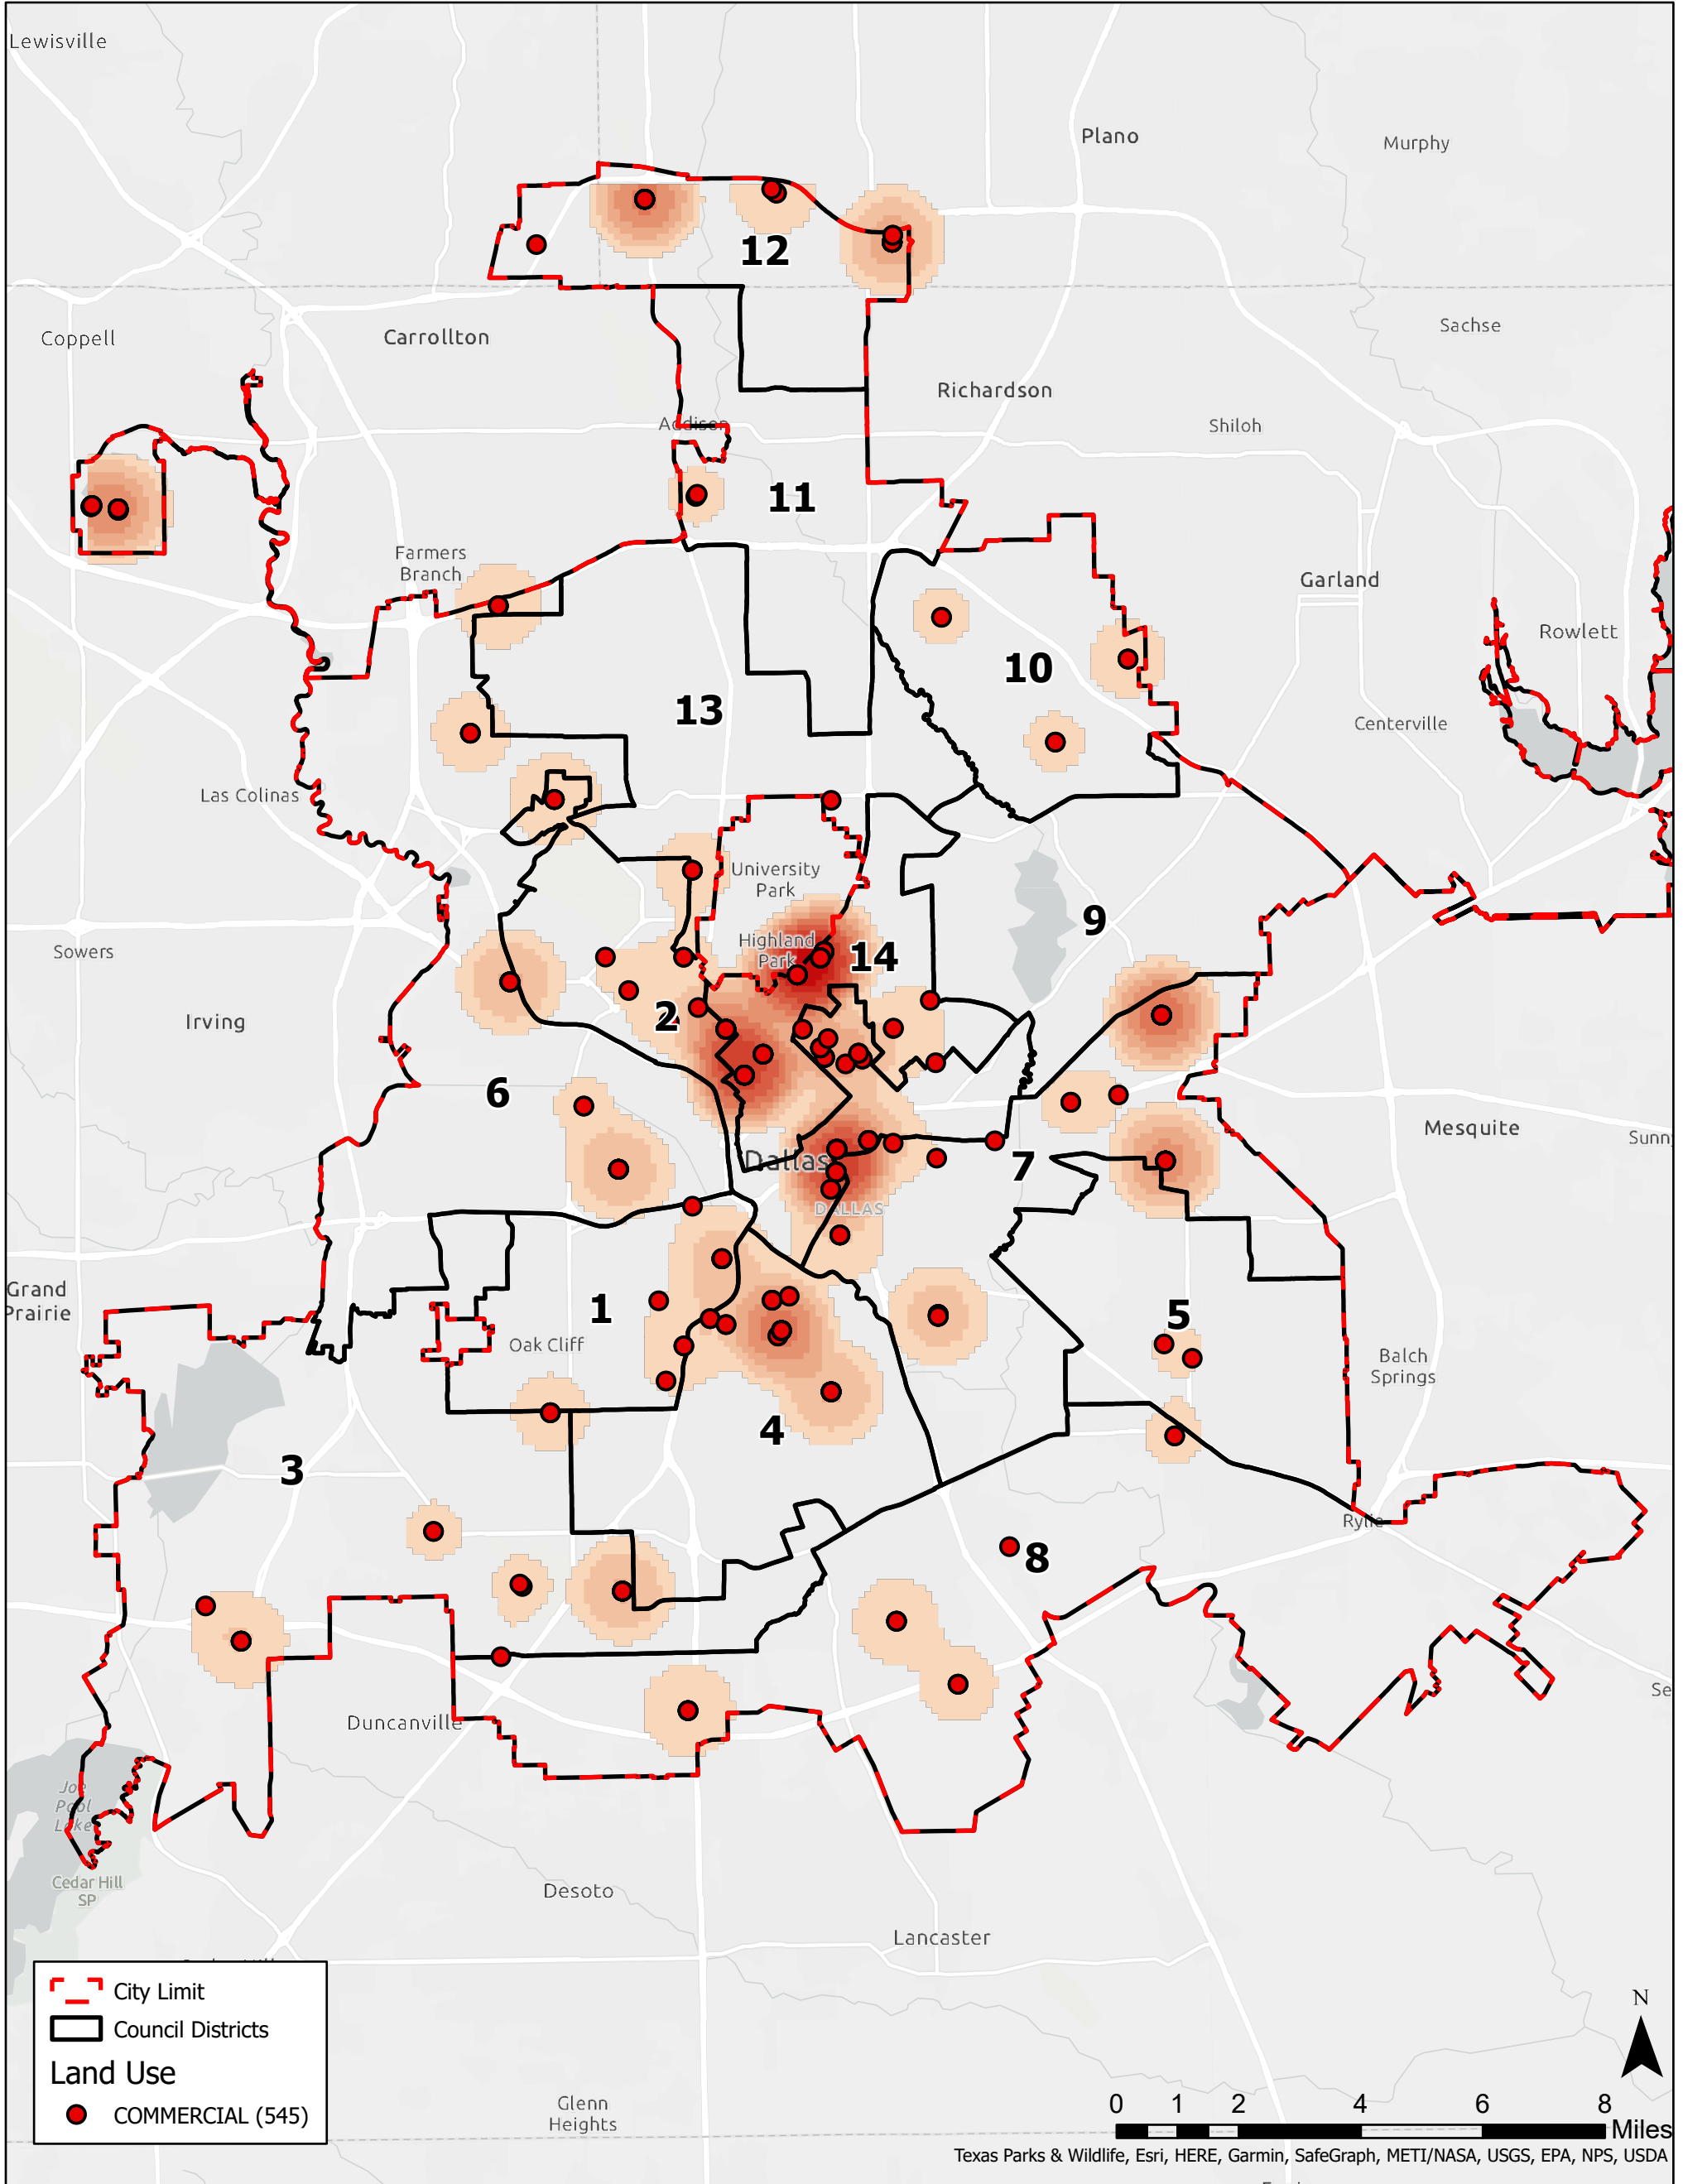 Lewisville
Plano
Murphy
12
Coppell
Carrollton
Sachse
Richardson
Addison
Shiloh
11
Farmers
Branch
Garland
Rowlett
10
13
Centerville
Las Colinas
University
Park
9
Sowers
Highland
Park
14
Irving
2
6
Mesquite
Sunn
Dallas
7
DALLAS
Grand
Prairie
1
5
Oak Cliff
Balch
Springs
4
3
Rylie
8
Se
Duncanville
Joe
Pool
Lake
Cedar Hill
SP
Desoto
Lancaster
City Limit
Council Districts
Land Use
COMMERCIAL (545)
Glenn
Heights
N
0 1 2 4 6 8
Miles
Texas Parks & Wildlife, Esri, HERE, Garmin, SafeGraph, METI/NASA, USGS, EPA, NPS, USDA